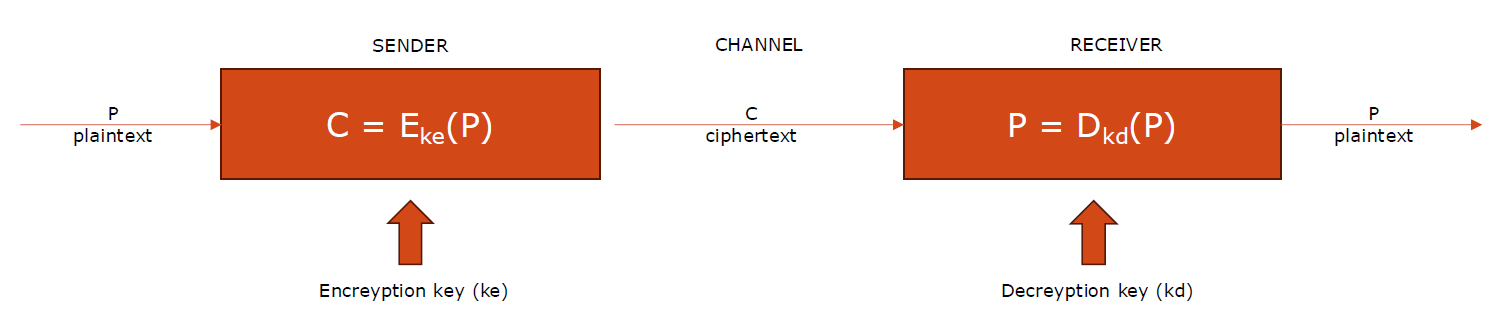 SENDER
CHANNEL
RECEIVER
P
plaintext
C = Eke(P)
C
ciphertext
P = Dkd(P)
P
plaintext
Encreyption key (ke)
Decreyption key (kd)